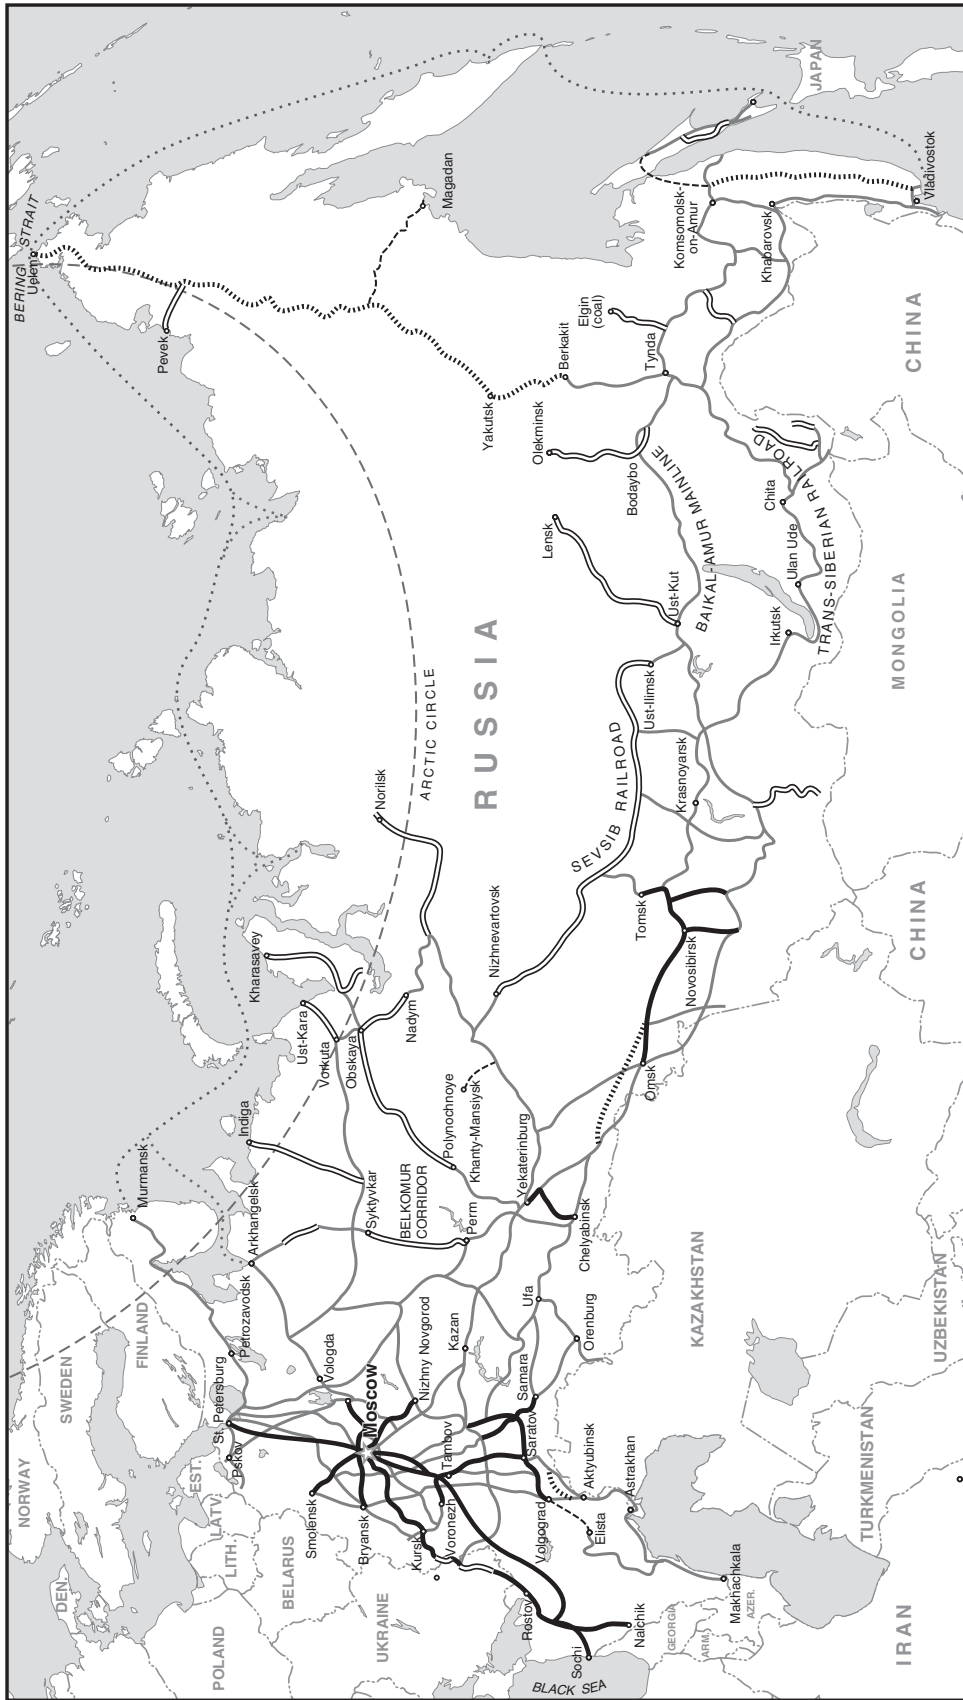 NORWAY
SWEDEN
FINLAND
DEN.
EST.
LATV.
LITH.
POLAND
BELARUS
UKRAINE
BLACK SEA
GEORGIA
ARM.
AZER.
IRAN
TURKMENISTAN
UZBEKISTAN
KAZAKHSTAN
CHINA
MONGOLIA
CHINA
JAPAN
RUSSIA
BERING
STRAIT
ARCTIC CIRCLE
SEVSIB RAILROAD
BAIKAL-AMUR MAINLINE
TRANS-SIBERIAN RAILROAD
BELKOMUR
CORRIDOR
Murmansk
Petrozavodsk
St. Petersburg
Pskov
Arkhangelsk
Indiga
Vologda
Moscow
Smolensk
Bryansk
Kursk
Voronezh
Tambov
Nizhny Novgorod
Kazan
Syktyvkar
Perm
Samara
Saratov
Volgograd
Rostov
Sochi
Nalchik
Elista
Aktyubinsk
Astrakhan
Makhachkala
Ufa
Orenburg
Chelyabinsk
Yekaterinburg
Polynochnoye
Khanty-Mansiysk
Kharasavey
Ust-Kara
Vorkuta
Obskaya
Nadym
Norilsk
Nizhnevartovsk
Omsk
Novosibirsk
Tomsk
Krasnoyarsk
Ust-Ilimsk
Ust-Kut
Lensk
Irkutsk
Ulan Ude
Chita
Bodaybo
Olekminsk
Yakutsk
Berkakit
Tynda
Elgin
(coal)
Komsomolsk-
on-Amur
Khabarovsk
Vladivostok
Magadan
Pevek
Uelen